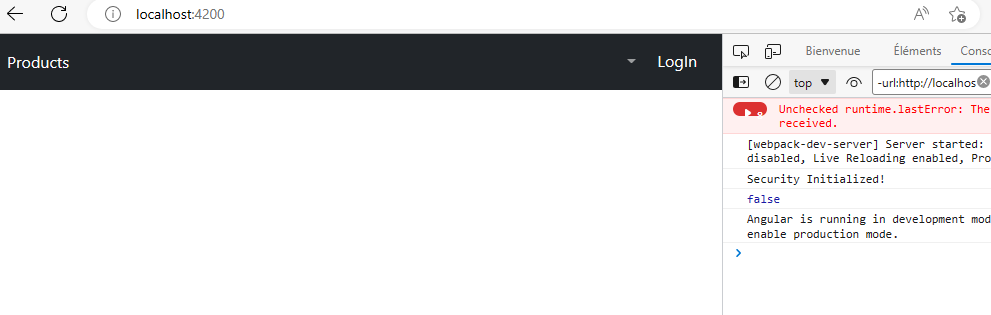 localhost:4200
Products
LogIn
Bienvenue
Éléments
Conso
top
-url:http://localhos
Unchecked runtime.lastError: The
received.
[webpack-dev-server] Server started:
disabled, Live Reloading enabled, Pro
Security Initialized!
false
Angular is running in development mod
enable production mode.